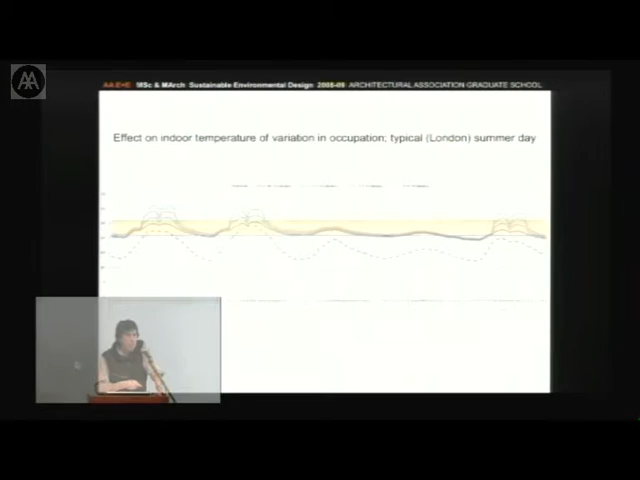 AA
AA E+E MSc & MArch Sustainable Environmental Design 2008-09 ARCHITECTURAL ASSOCIATION GRADUATE SCHOOL
Effect on indoor temperature of variation in occupation; typical (London) summer day